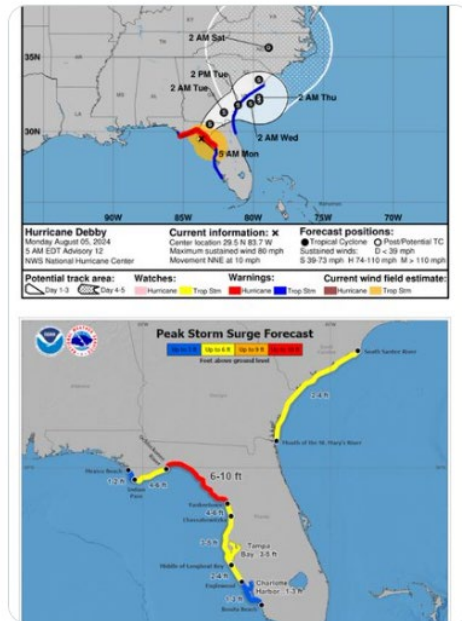 35N
2 AM Sat
2 PM Tue
2 AM Tue
2 AM Thu
30N
5 AM Mon
2 AM Wed
90W
85W
80W
75W
70W
Hurricane Debby
Monday August 05, 2024
5 AM EDT Advisory 12
NWS National Hurricane Center
Current information: x
Center location 29.5 N 83.7 W
Maximum sustained wind 80 mph
Movement NNE at 10 mph
Forecast positions:
Tropical Cyclone Post/Potential TC
Sustained winds: D < 39 mph
S 39-73 mph H 74-110 mph M > 110 mph
Potential track area:
Day 1-3 Day 4-5
Watches:
Hurricane Trop Stm
Warnings:
Hurricane Trop Stm
Current wind field estimate:
Hurricane Trop Stm
Peak Storm Surge Forecast
Up to 3 ft Up to 6 ft Up to 9 ft
Feet above ground level
South Santee River
2-4 ft
Mouth of the St. Mary's River
Ochlockonee River
Mexico Beach
1-2 ft
Indian Pass
4-6 ft
6-10 ft
Yankeetown
4-6 ft
Chassahowitzka
3-5 ft
Tampa
Bay - 3-5 ft
Middle of Longboat Key
2-4 ft
Englewood
Charlotte
Harbor - 1-3 ft
1-3 ft
Bonita Beach